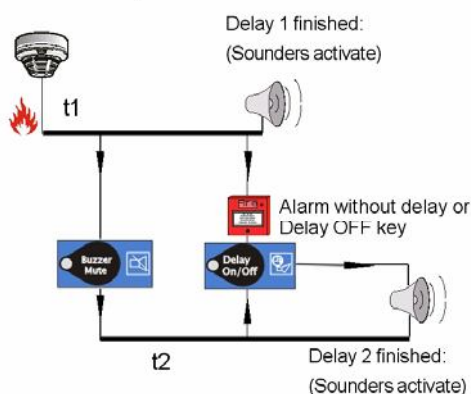 Delay 1 finished:
(Sounders activate)
t1
Alarm without delay or
Delay OFF key
Buzzer
Mute
Delay
On/Off
t2
Delay 2 finished:
(Sounders activate)